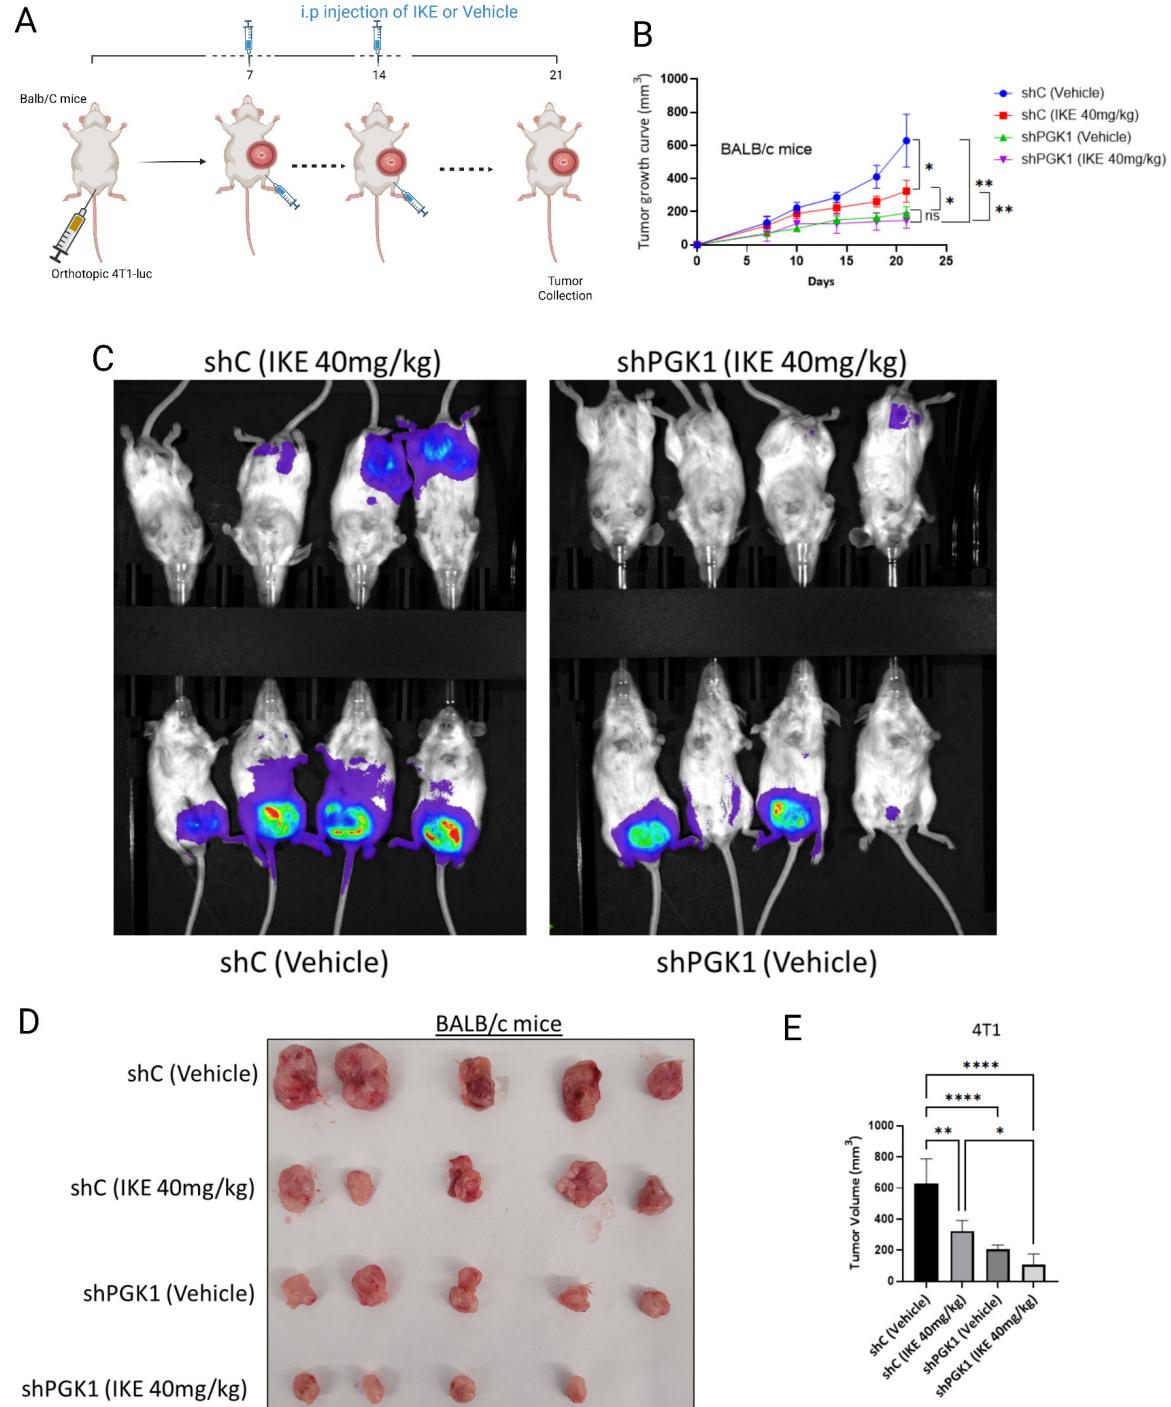 A
i.p injection of IKE or Vehicle
7
14
21
Balb/C mice
Orthotopic 4T1-luc
Tumor
Collection
B
Tumor growth curve (mm3)
1000
800
600
400
200
0
0
5
10
15
20
25
Days
BALB/c mice
shC (Vehicle)
shC (IKE 40mg/kg)
shPGK1 (Vehicle)
shPGK1 (IKE 40mg/kg)
*
*
ns
**
**
C
shC (IKE 40mg/kg)
shPGK1 (IKE 40mg/kg)
shC (Vehicle)
shPGK1 (Vehicle)
D
BALB/c mice
shC (Vehicle)
shC (IKE 40mg/kg)
shPGK1 (Vehicle)
shPGK1 (IKE 40mg/kg)
E
4T1
****
****
**
*
Tumor Volume (mm3)
1000
800
600
400
200
0
shC (Vehicle)
shC (IKE 40mg/kg)
shPGK1 (Vehicle)
shPGK1 (IKE 40mg/kg)